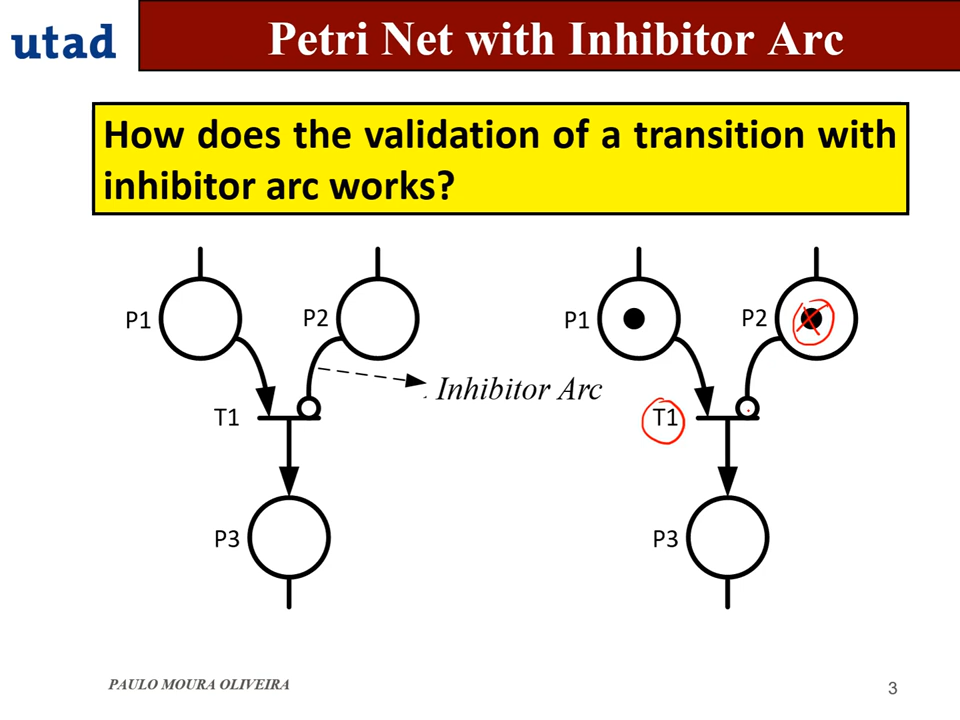 utad
Petri Net with Inhibitor Arc
How does the validation of a transition with
inhibitor arc works?
P1
P2
P1
P2
Inhibitor Arc
T1
T1
P3
P3
PAULO MOURA OLIVEIRA
3